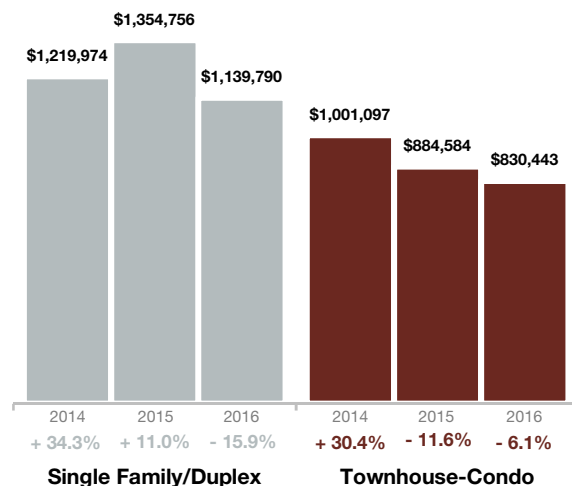 $1,354,756
$1,219,974
$1,139,790
$1,001,097
$884,584
$830,443
2014 2015 2016 2014 2015 2016
+ 34.3% + 11.0% - 15.9% + 30.4% - 11.6% - 6.1%
Single Family/Duplex Townhouse-Condo